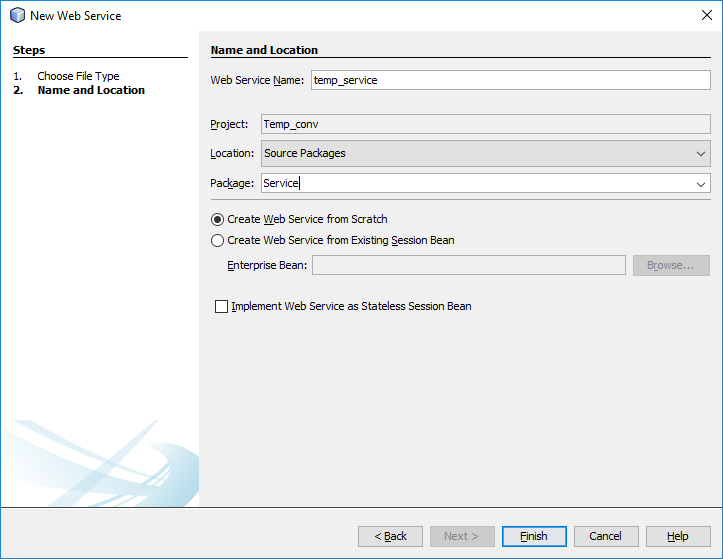 New Web Service
Steps
1. Choose File Type
2. Name and Location
Name and Location
Web Service Name: temp_service
Project: Temp_conv
Location: Source Packages
Package: Service
Create Web Service from Scratch
Create Web Service from Existing Session Bean
Enterprise Bean: Browse...
Implement Web Service as Stateless Session Bean
< Back Next > Finish Cancel Help